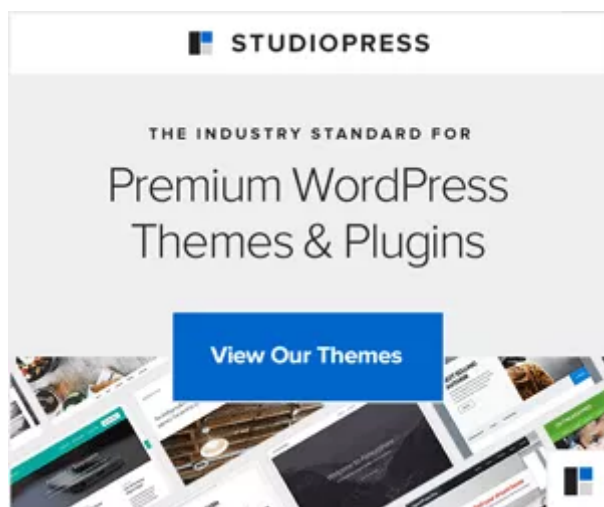 STUDIOPRESS
THE INDUSTRY STANDARD FOR
Premium WordPress
Themes & Plugins
View Our Themes